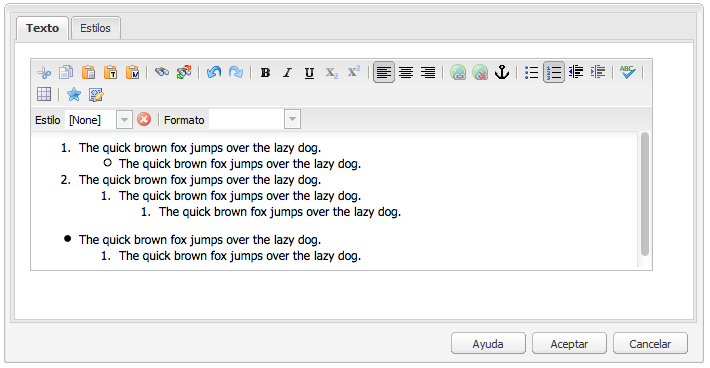 Texto Estilos
B I U X₂ X² ABC
Estilo [None] Formato
1. The quick brown fox jumps over the lazy dog.
The quick brown fox jumps over the lazy dog.
2. The quick brown fox jumps over the lazy dog.
1. The quick brown fox jumps over the lazy dog.
1. The quick brown fox jumps over the lazy dog.
The quick brown fox jumps over the lazy dog.
1. The quick brown fox jumps over the lazy dog.
Ayuda Aceptar Cancelar